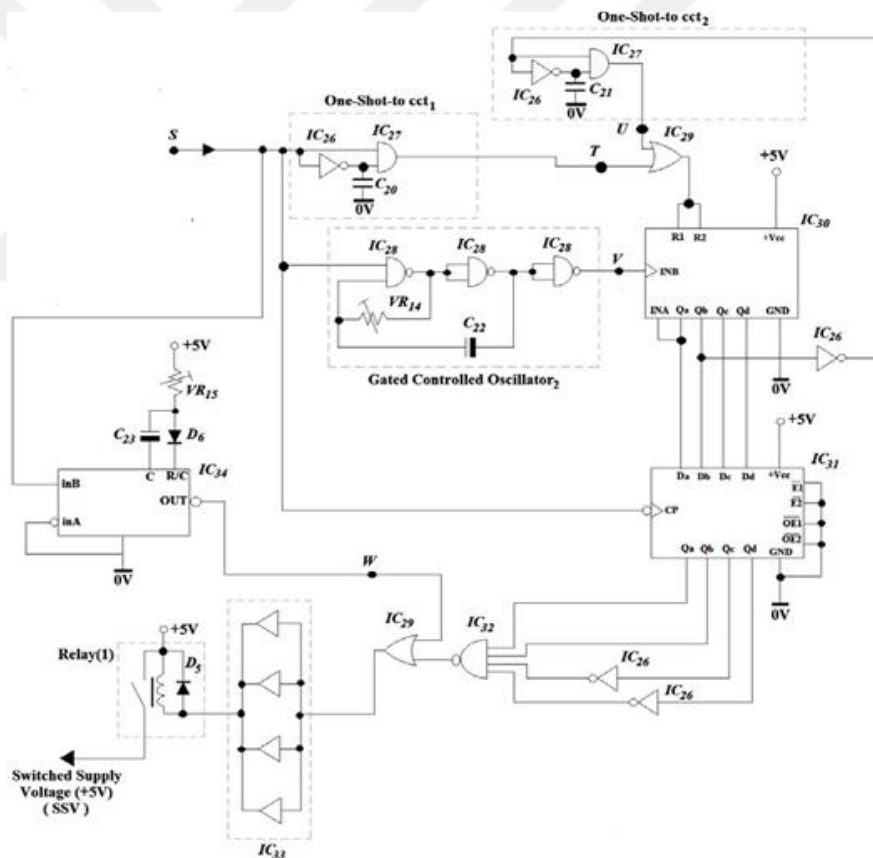 One-Shot-to cct2
IC27
IC26
C21
0V
One-Shot-to cct1
IC26
IC27
C20
0V
S
U
IC29
T
+5V
IC30
R1
R2
+Vcc
INB
INA
Qa
Qb
Qc
Qd
GND
0V
IC28
IC28
IC28
V
VR14
C22
Gated Controlled Oscillator2
IC26
+5V
VR15
C23
D6
IC34
C
R/C
inB
OUT
inA
0V
+5V
IC31
Da
Db
Dc
Dd
+Vcc
CP
E1
E2
OE1
OE2
Qa
Qb
Qc
Qd
GND
0V
W
IC29
IC32
IC26
IC26
+5V
Relay(1)
D5
Switched Supply
Voltage (+5V)
( SSV )
IC33